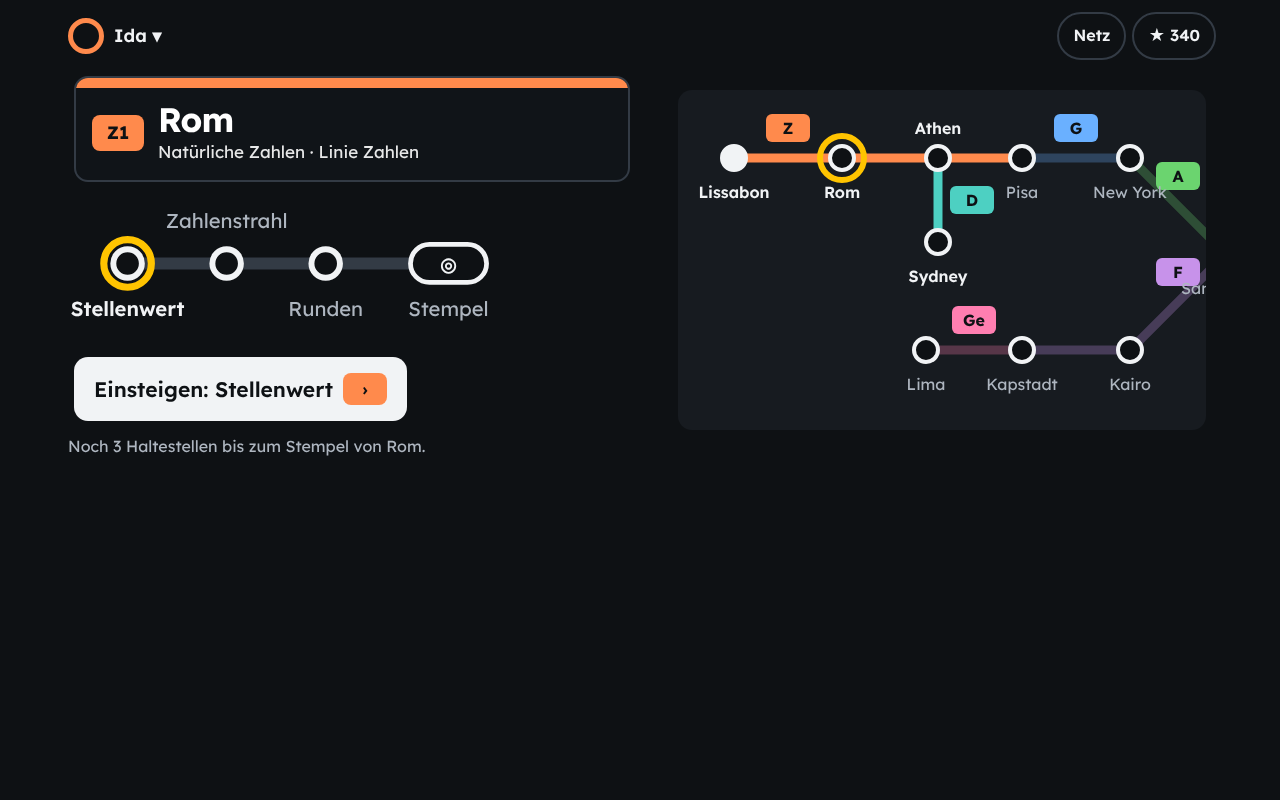 Ida ▾
Netz
★ 340
Z1
Rom
Natürliche Zahlen · Linie Zahlen
Zahlenstrahl
Stellenwert
Runden
Stempel
Einsteigen: Stellenwert ›
Noch 3 Haltestellen bis zum Stempel von Rom.
Z
Athen
G
A
Lissabon
Rom
D
Pisa
New York
Sydney
F
Ge
Lima
Kapstadt
Kairo